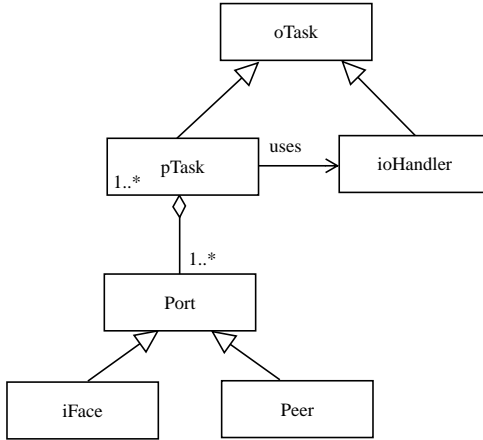 oTask
uses
pTask
ioHandler
1..*
1..*
Port
iFace
Peer